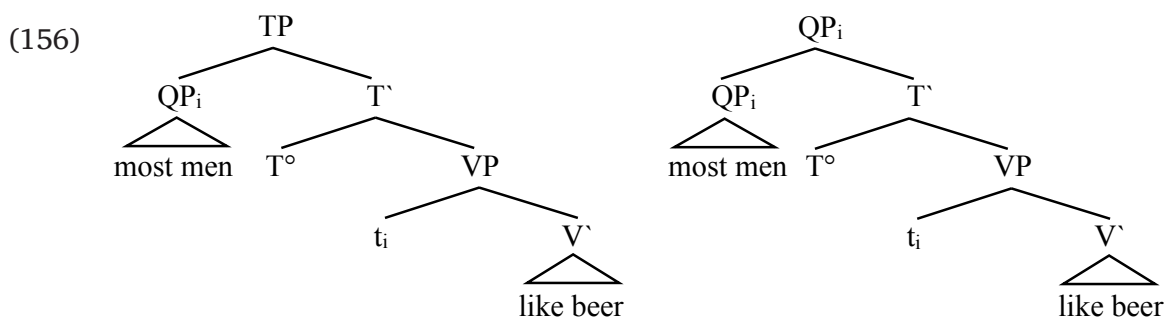 (156) TP QPᵢ
QPᵢ T` QPᵢ T`
most men T° VP most men T° VP
tᵢ V` tᵢ V`
like beer like beer